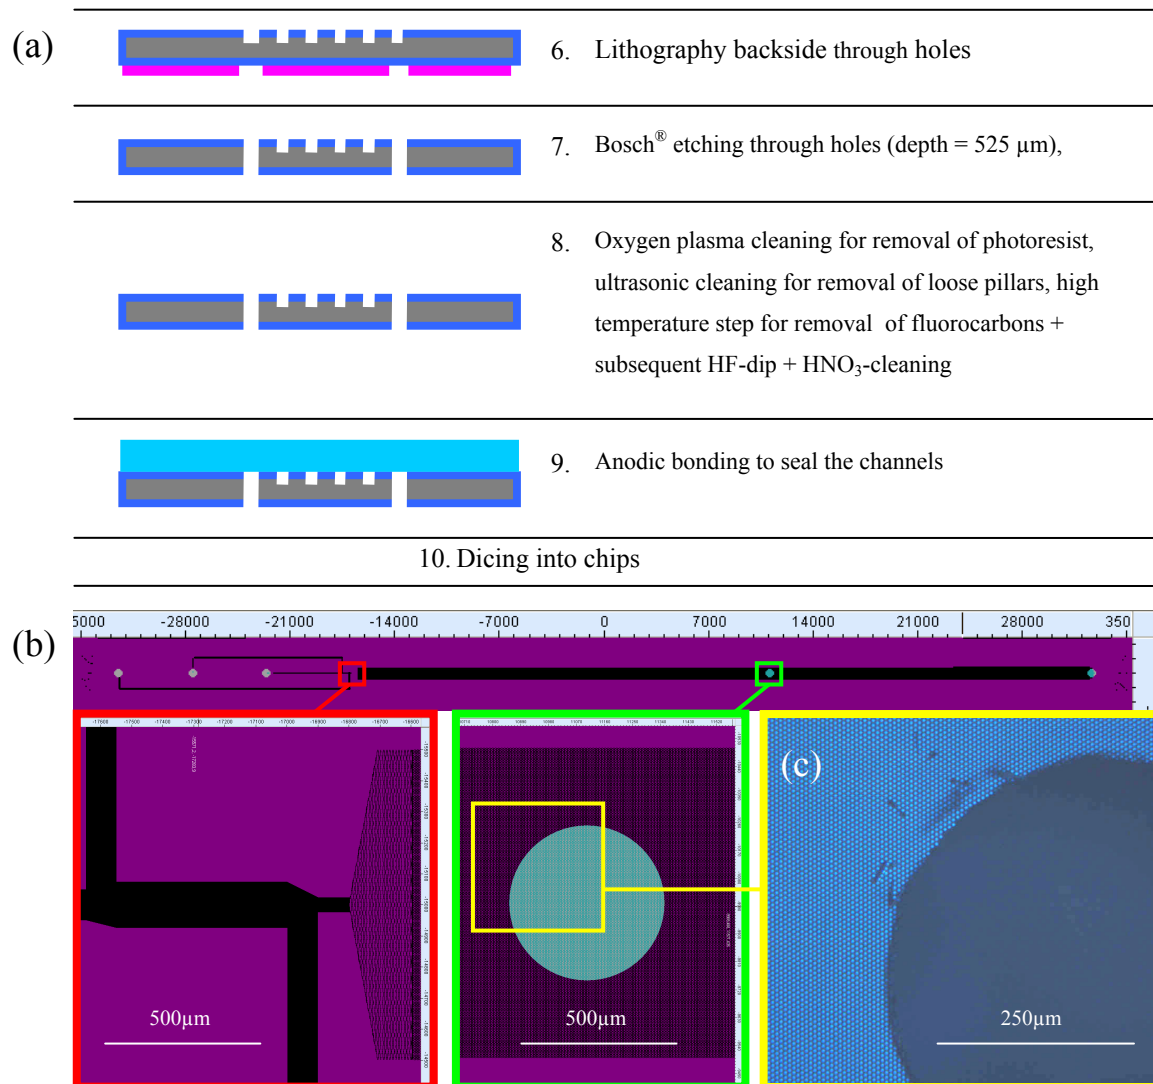 (a)
6. Lithography backside through holes
7. Bosch® etching through holes (depth = 525 µm),
8. Oxygen plasma cleaning for removal of photoresist,
ultrasonic cleaning for removal of loose pillars, high
temperature step for removal of fluorocarbons +
subsequent HF-dip + HNO₃-cleaning
9. Anodic bonding to seal the channels
10. Dicing into chips
(b)
5000 -28000 -21000 -14000 -7000 0 7000 14000 21000 28000 350
(c)
500µm
500µm
250µm